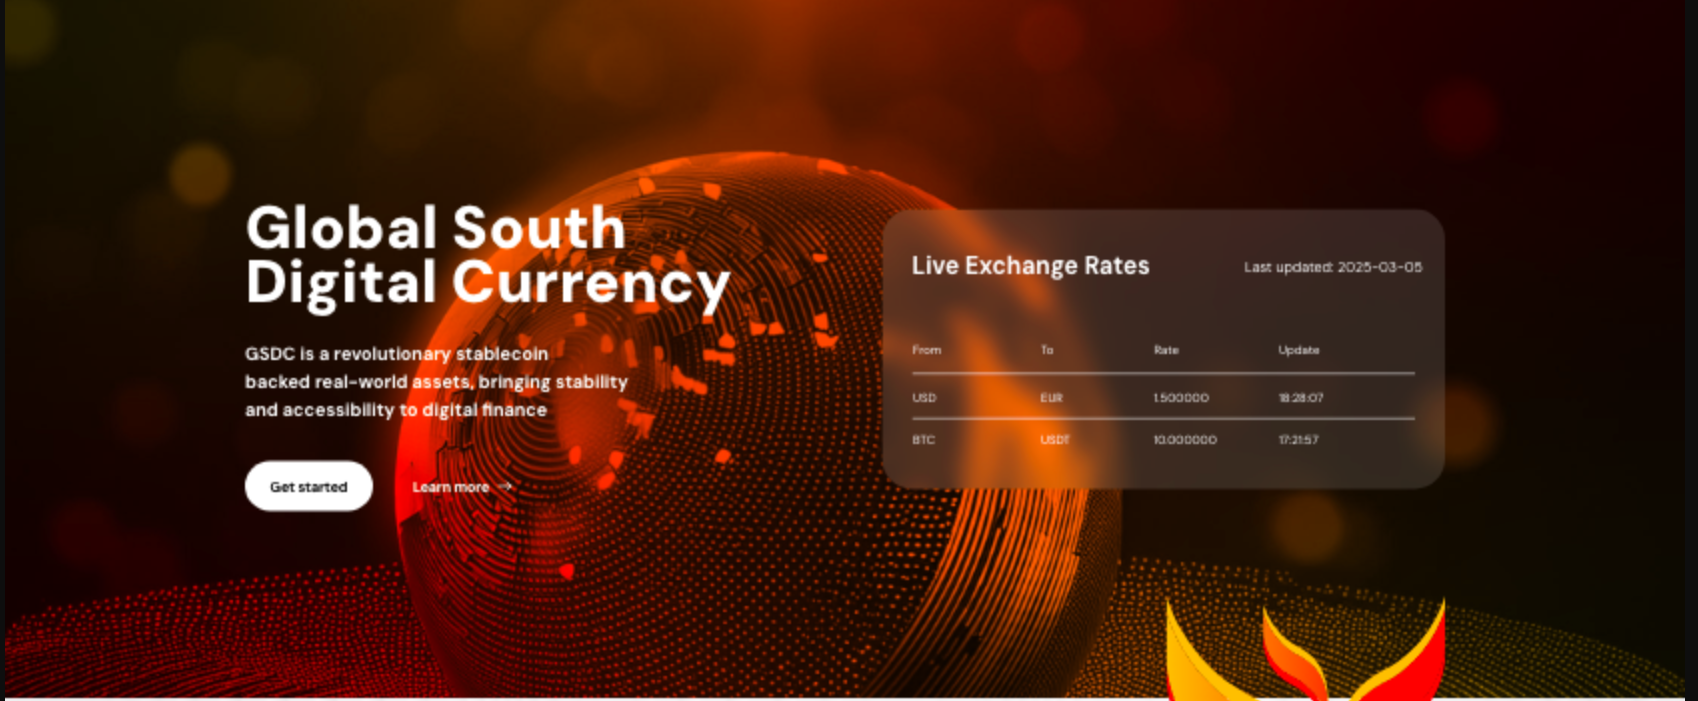 Global South
Digital Currency
GSDC is a revolutionary stablecoin
backed real-world assets, bringing stability
and accessibility to digital finance
Get started
Learn more →
Live Exchange Rates
Last updated: 2025-03-05
From To Rate Update
USD EUR 1.500000 18:28:07
BTC USDT 10.000000 17:21:57